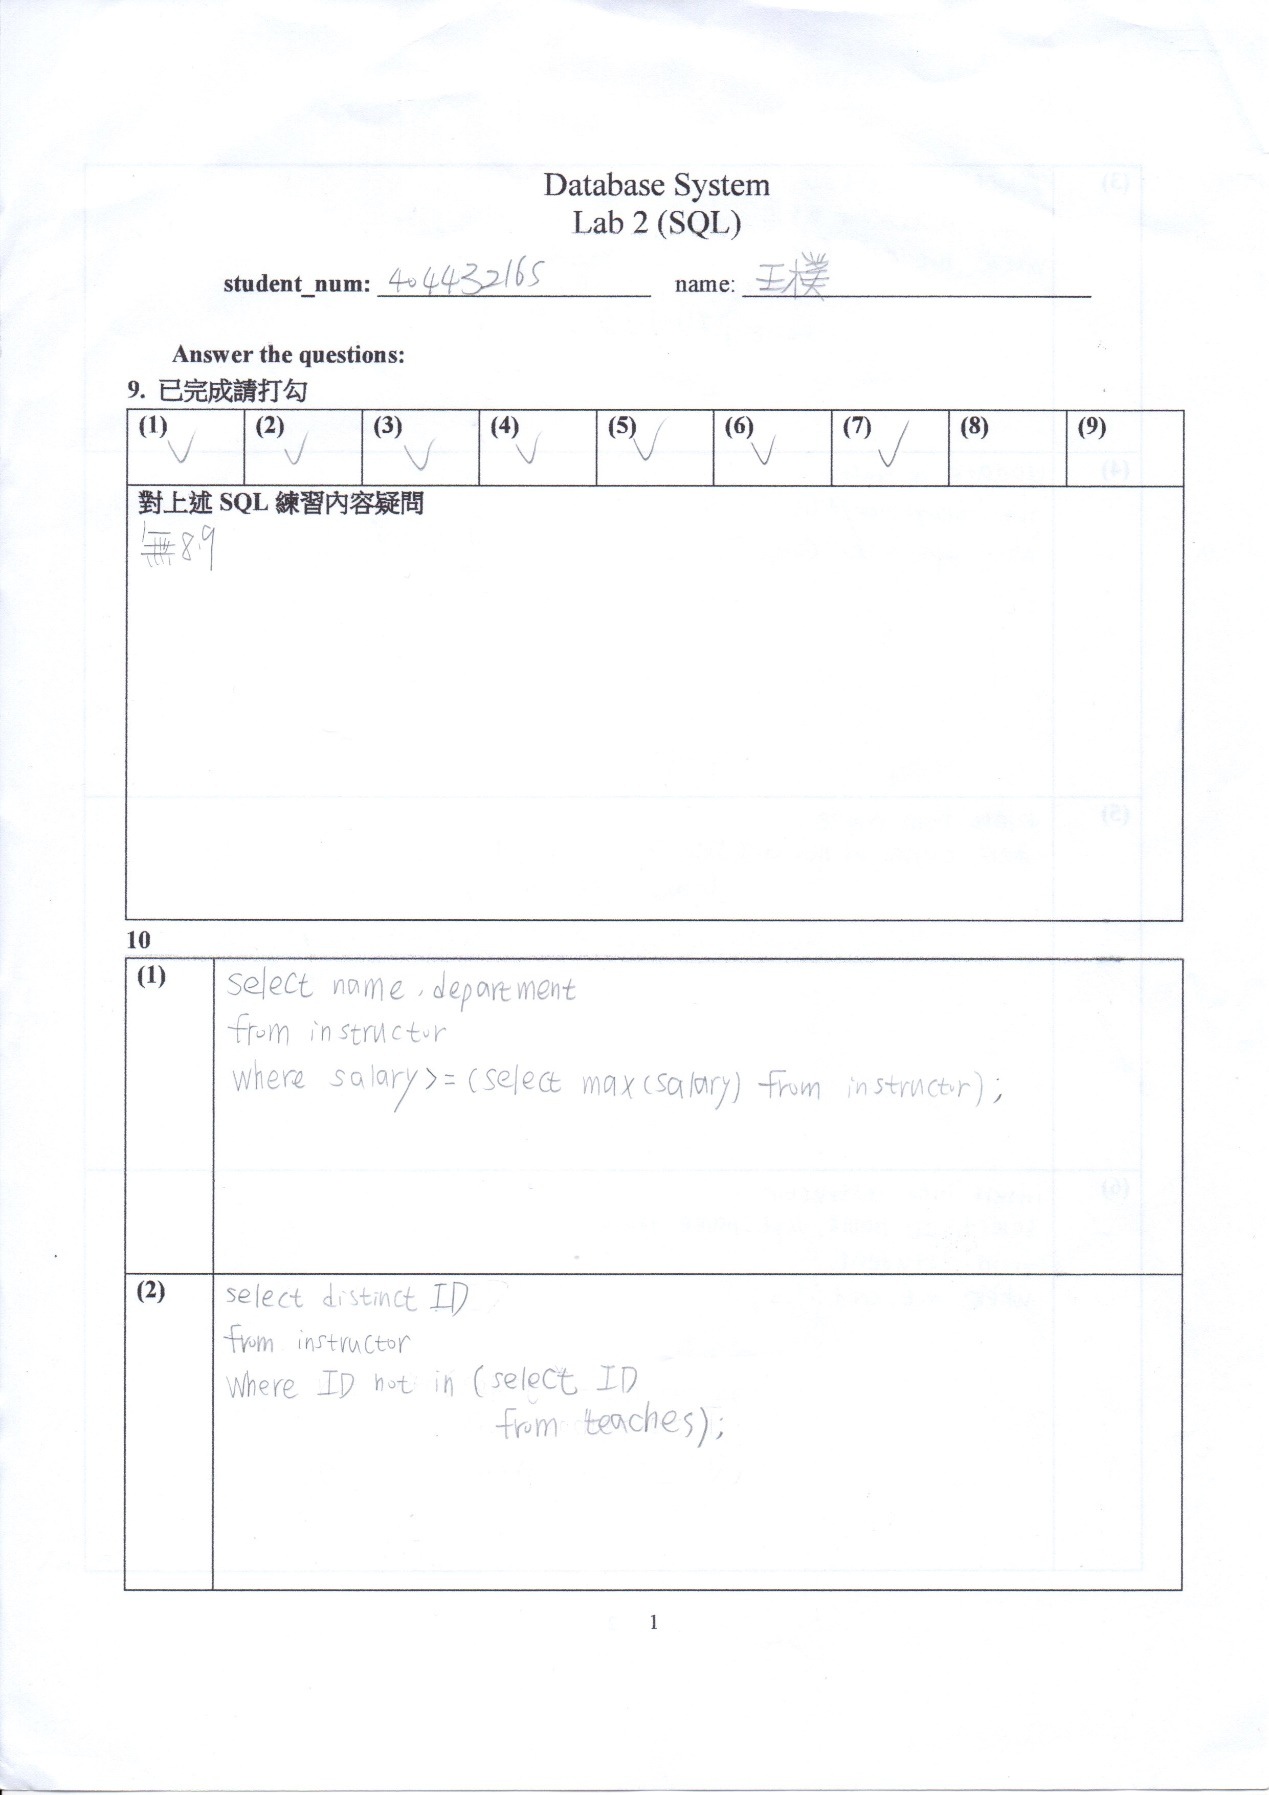 Database System
Lab 2 (SQL)
student_num: 404432165 name: 王樸
Answer the questions:
9. 已完成請打勾
(1) (2) (3) (4) (5) (6) (7) (8) (9)
對上述 SQL 練習內容疑問
無8.9
10
(1)
select name, department
from instructor
where salary >= (select max(salary) from instructor);
(2)
select distinct ID
from instructor
where ID not in (select ID
from teaches);
1